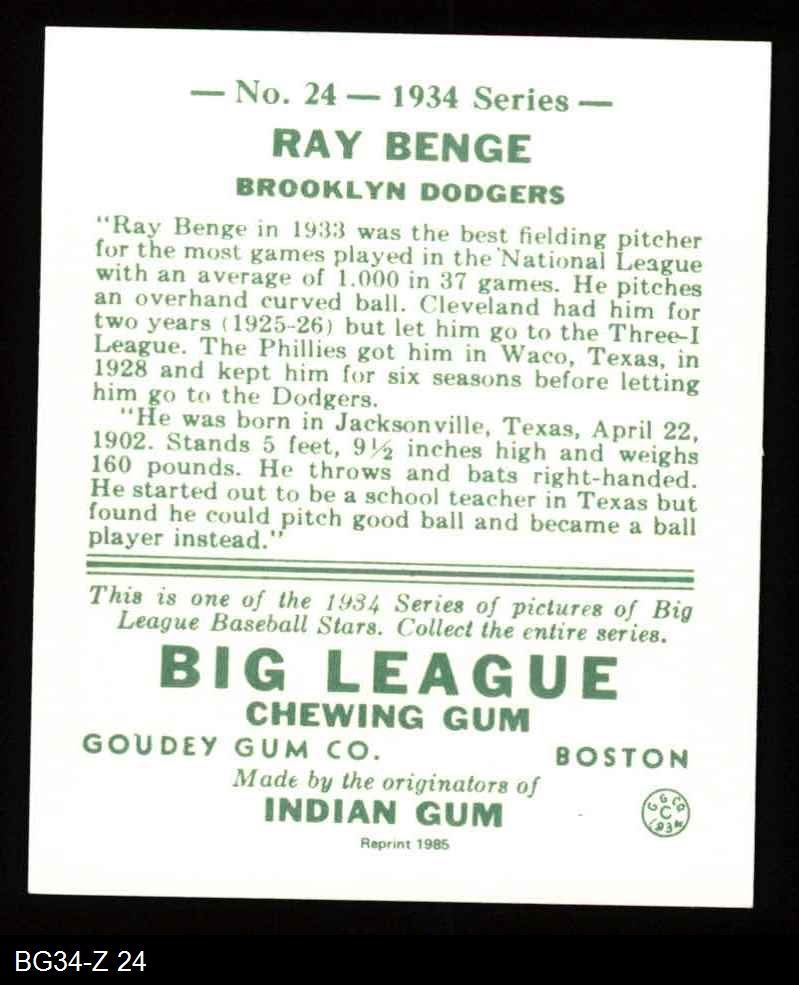 — No. 24 — 1934 Series —
RAY BENGE
BROOKLYN DODGERS
"Ray Benge in 1933 was the best fielding pitcher
for the most games played in the National League
with an average of 1.000 in 37 games. He pitches
an overhand curved ball. Cleveland had him for
two years (1925-26) but let him go to the Three-I
League. The Phillies got him in Waco, Texas, in
1928 and kept him for six seasons before letting
him go to the Dodgers.
"He was born in Jacksonville, Texas, April 22,
1902. Stands 5 feet, 9½ inches high and weighs
160 pounds. He throws and bats right-handed.
He started out to be a school teacher in Texas but
found he could pitch good ball and became a ball
player instead."
This is one of the 1934 Series of pictures of Big
League Baseball Stars. Collect the entire series.
BIG LEAGUE
CHEWING GUM
GOUDEY GUM CO. BOSTON
Made by the originators of
INDIAN GUM
G G CO
C
1934
Reprint 1985
BG34-Z 24